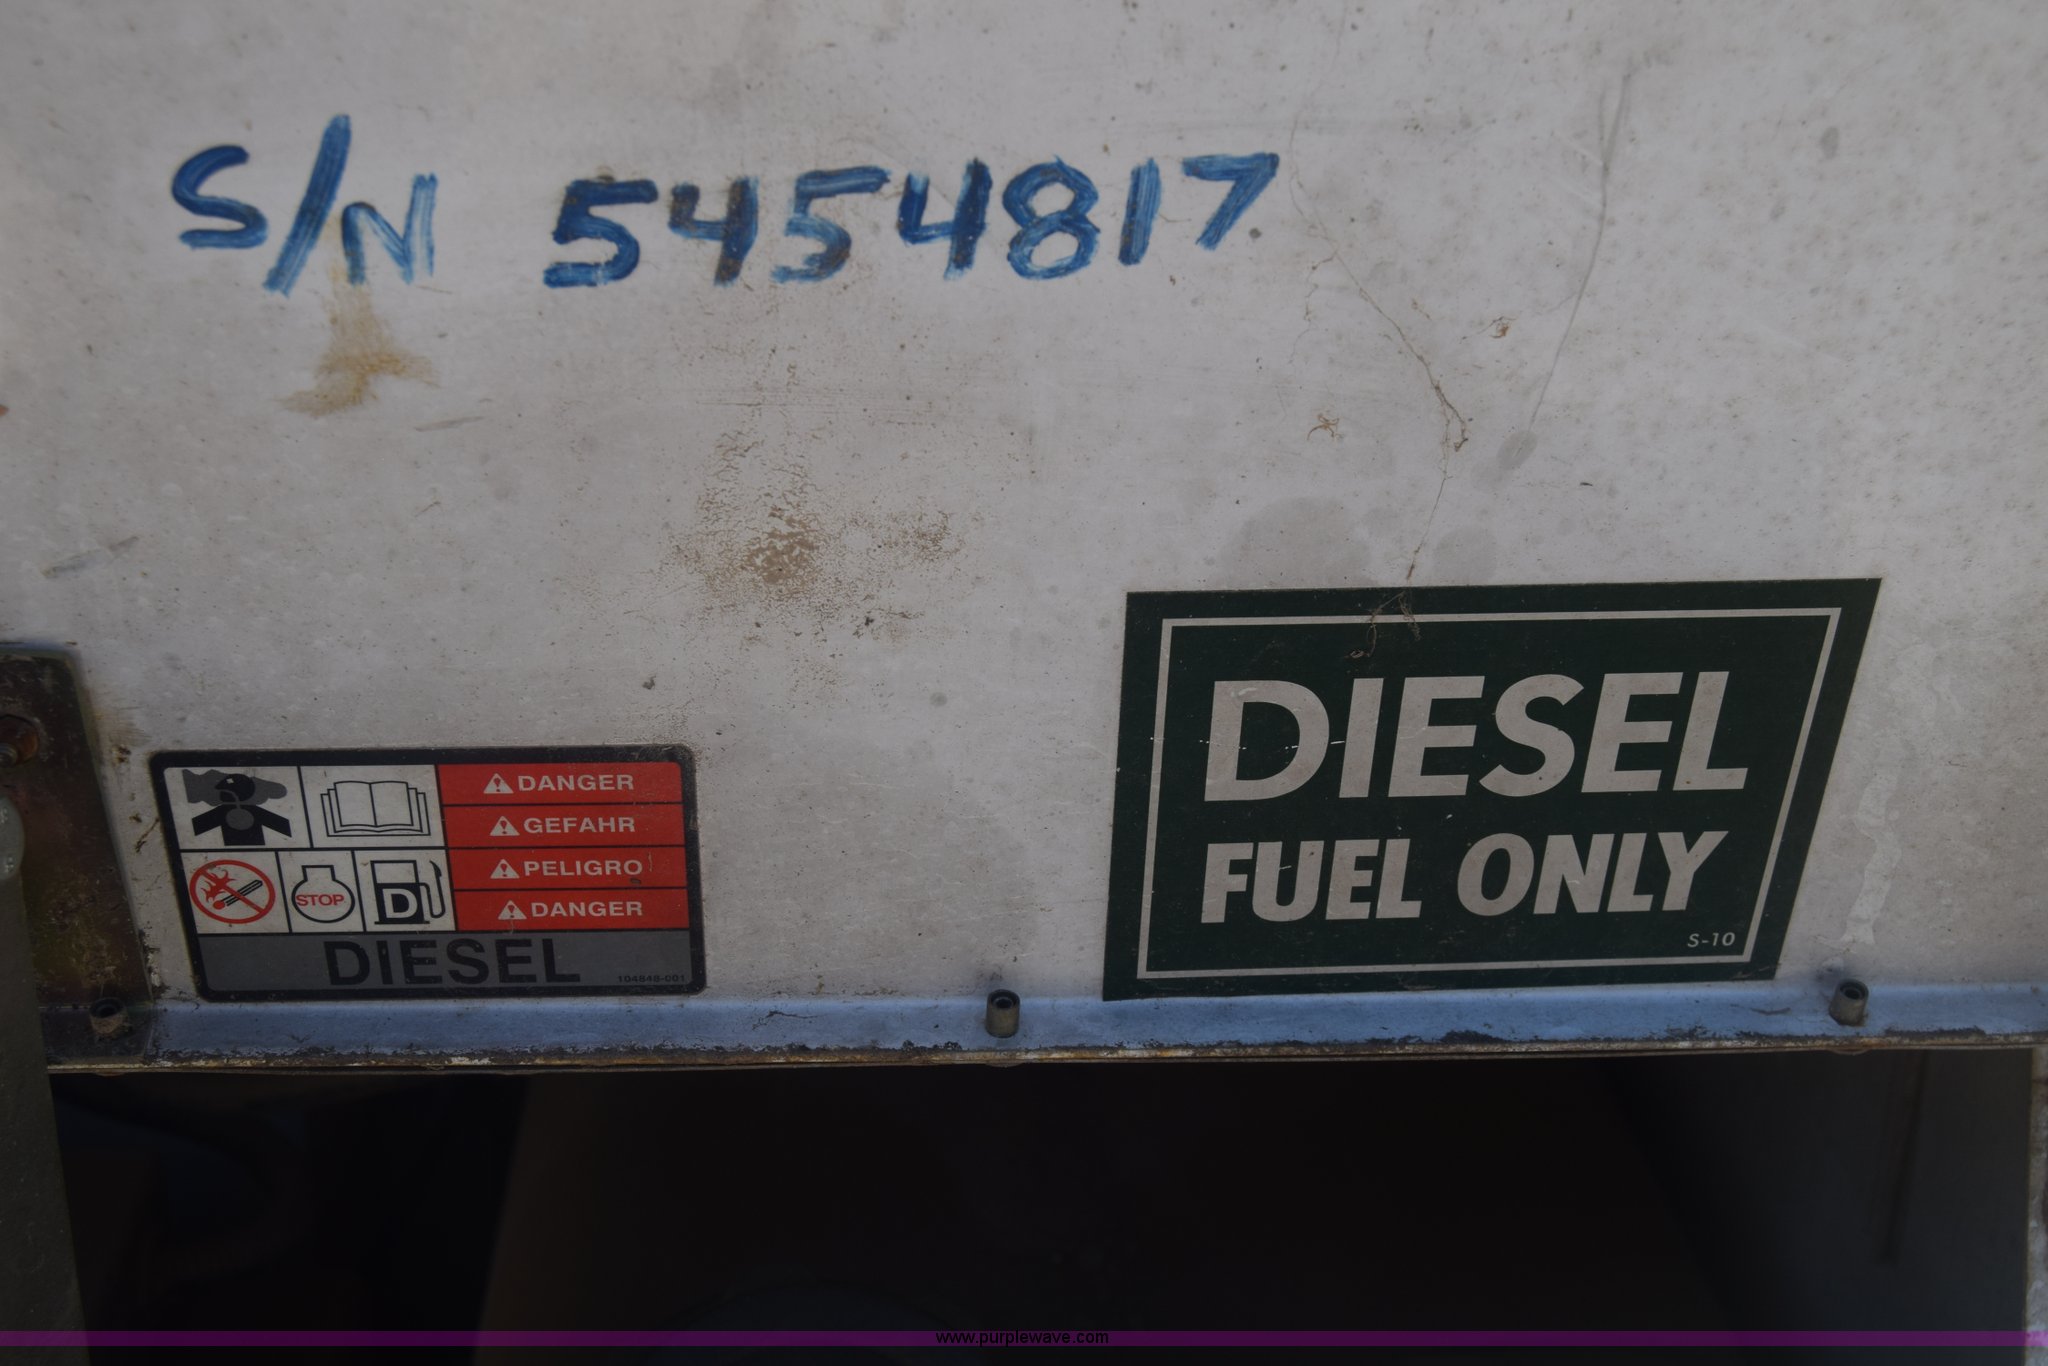 S/N 5454817
DIESEL
FUEL ONLY
S-10
DANGER
GEFAHR
PELIGRO
DANGER
STOP
D
DIESEL
104848-001
www.purplewave.com